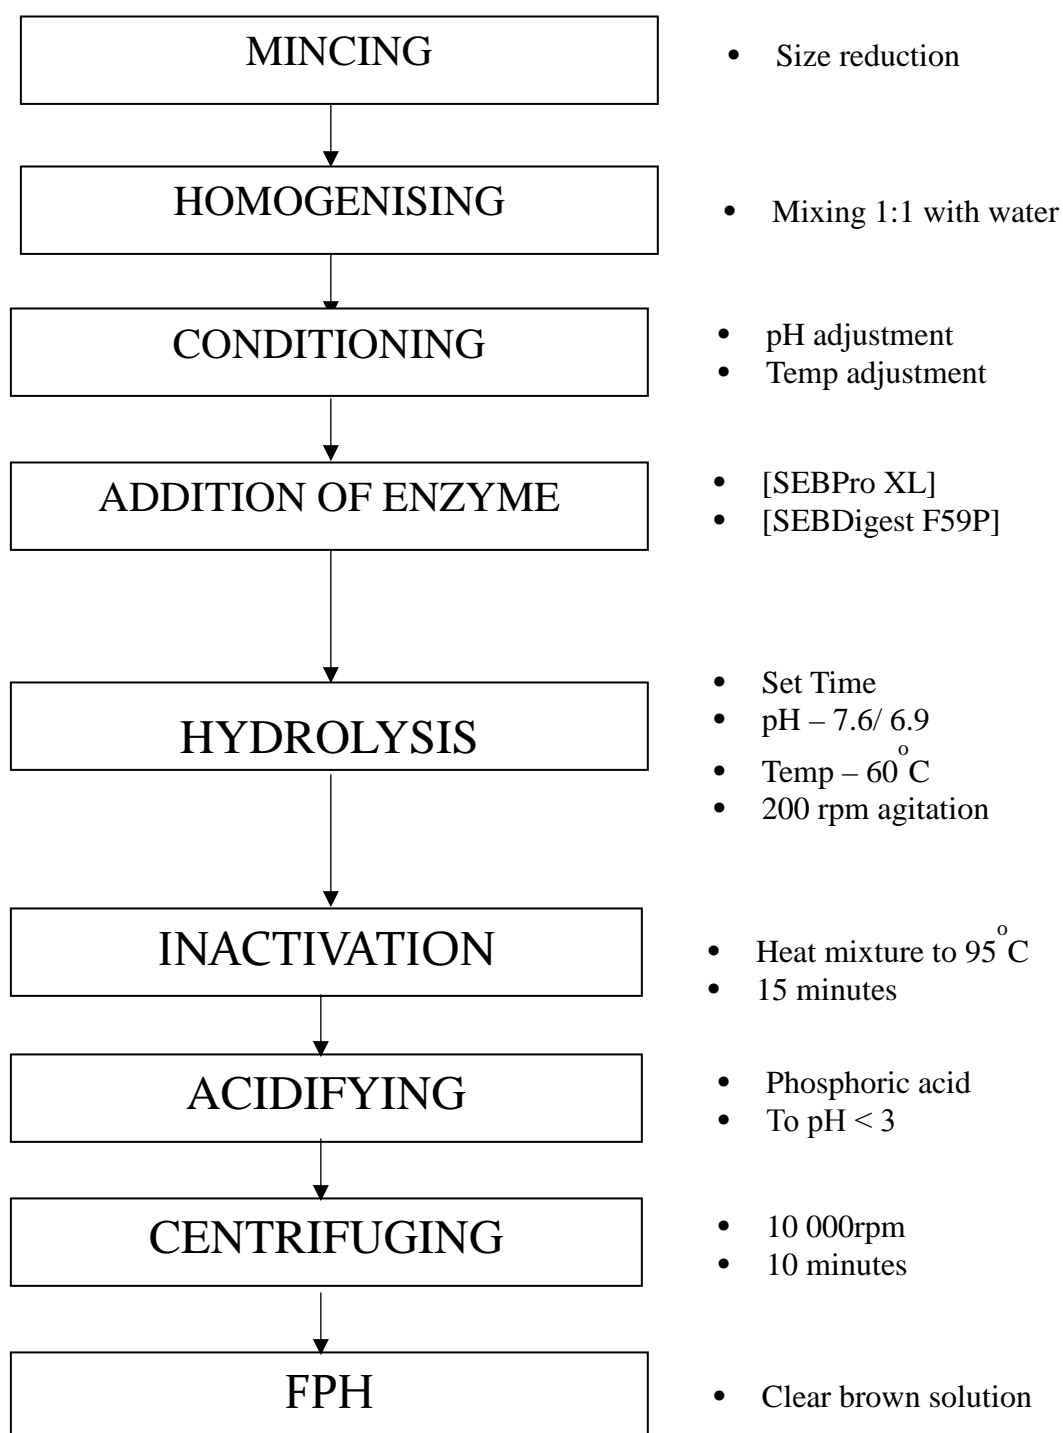 MINCING
• Size reduction
HOMOGENISING
• Mixing 1:1 with water
CONDITIONING
• pH adjustment
• Temp adjustment
ADDITION OF ENZYME
• [SEBPro XL]
• [SEBDigest F59P]
HYDROLYSIS
• Set Time
• pH – 7.6/ 6.9
• Temp – 60°C
• 200 rpm agitation
INACTIVATION
• Heat mixture to 95°C
• 15 minutes
ACIDIFYING
• Phosphoric acid
• To pH < 3
CENTRIFUGING
• 10 000rpm
• 10 minutes
FPH
• Clear brown solution